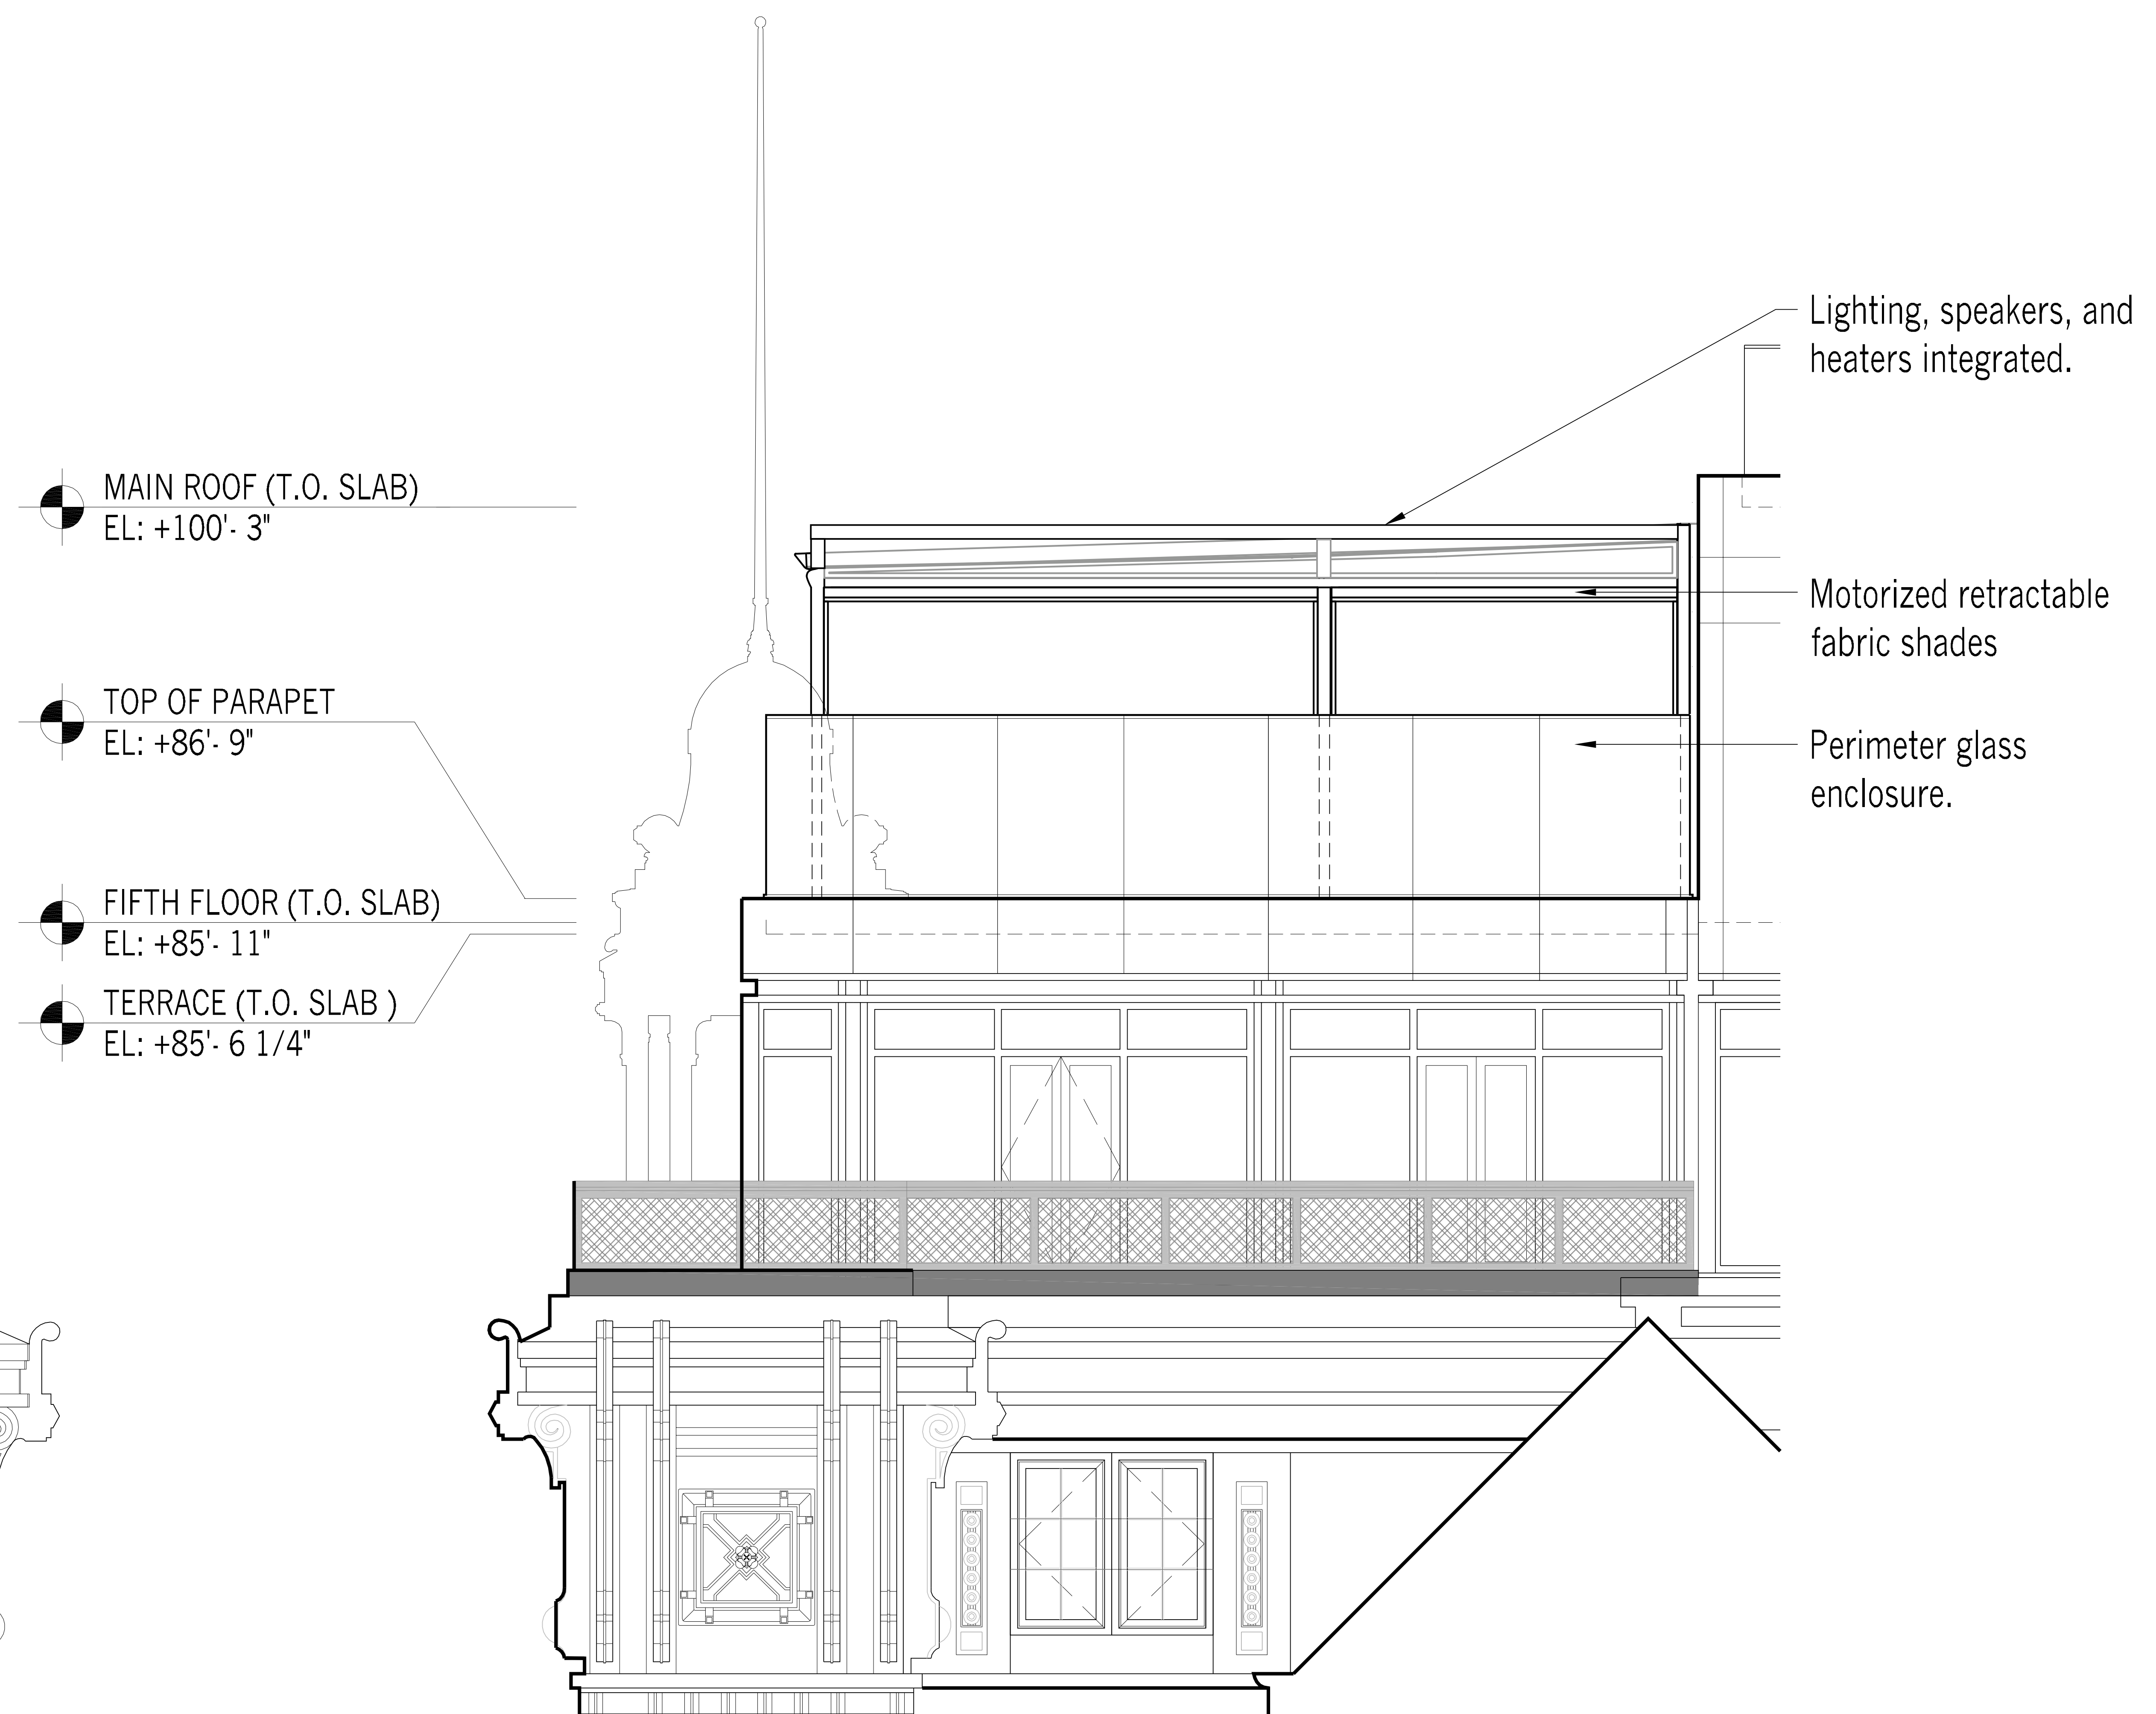 Lighting, speakers, and
heaters integrated.
MAIN ROOF (T.O. SLAB)
EL: +100'- 3"
Motorized retractable
fabric shades
TOP OF PARAPET
EL: +86'- 9"
Perimeter glass
enclosure.
FIFTH FLOOR (T.O. SLAB)
EL: +85'- 11"
TERRACE (T.O. SLAB )
EL: +85'- 6 1/4"